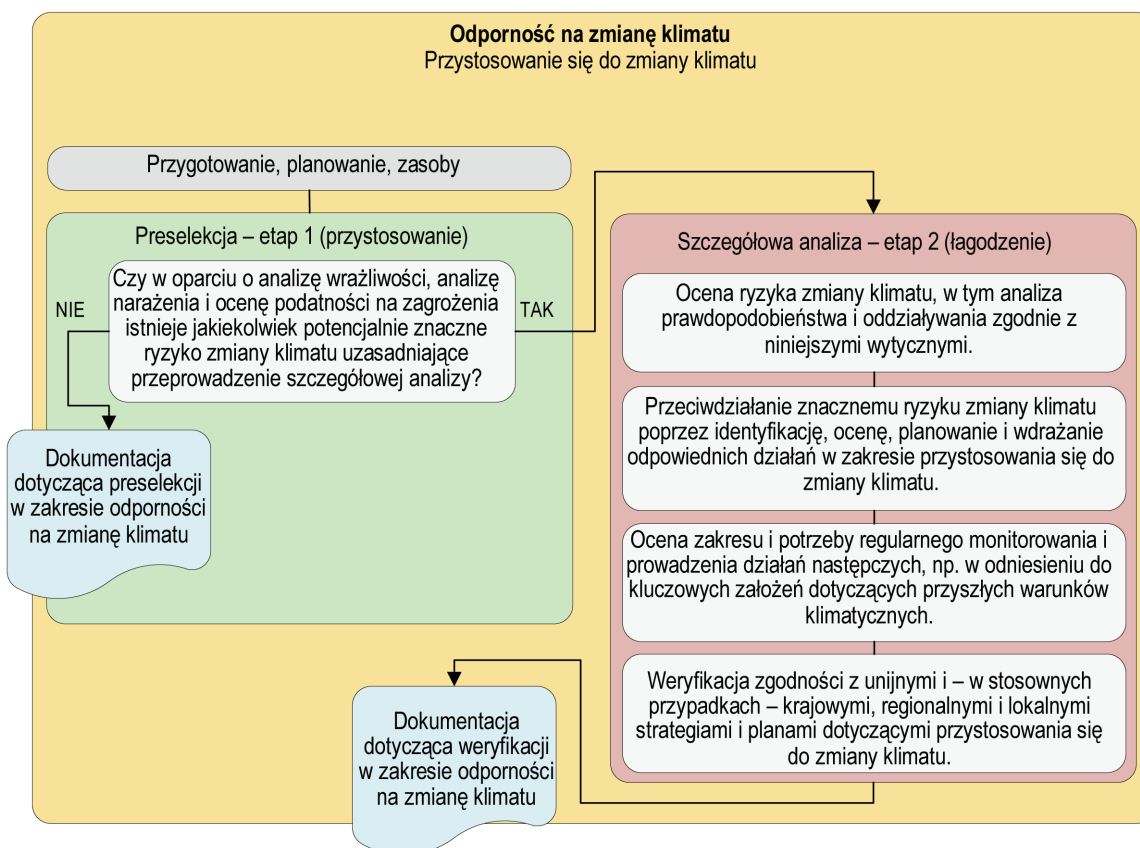 Odporność na zmianę klimatu
Przystosowanie się do zmiany klimatu
Przygotowanie, planowanie, zasoby
Preselekcja – etap 1 (przystosowanie)
Czy w oparciu o analizę wrażliwości, analizę
narażenia i ocenę podatności na zagrożenia
istnieje jakiekolwiek potencjalnie znaczne
ryzyko zmiany klimatu uzasadniające
przeprowadzenie szczegółowej analizy?
NIE
TAK
Dokumentacja
dotycząca preselekcji
w zakresie odporności
na zmianę klimatu
Szczegółowa analiza – etap 2 (łagodzenie)
Ocena ryzyka zmiany klimatu, w tym analiza
prawdopodobieństwa i oddziaływania zgodnie z
niniejszymi wytycznymi.
Przeciwdziałanie znacznemu ryzyku zmiany klimatu
poprzez identyfikację, ocenę, planowanie i wdrażanie
odpowiednich działań w zakresie przystosowania się do
zmiany klimatu.
Ocena zakresu i potrzeby regularnego monitorowania i
prowadzenia działań następczych, np. w odniesieniu do
kluczowych założeń dotyczących przyszłych warunków
klimatycznych.
Weryfikacja zgodności z unijnymi i – w stosownych
przypadkach – krajowymi, regionalnymi i lokalnymi
strategiami i planami dotyczącymi przystosowania się
do zmiany klimatu.
Dokumentacja
dotycząca weryfikacji
w zakresie odporności
na zmianę klimatu